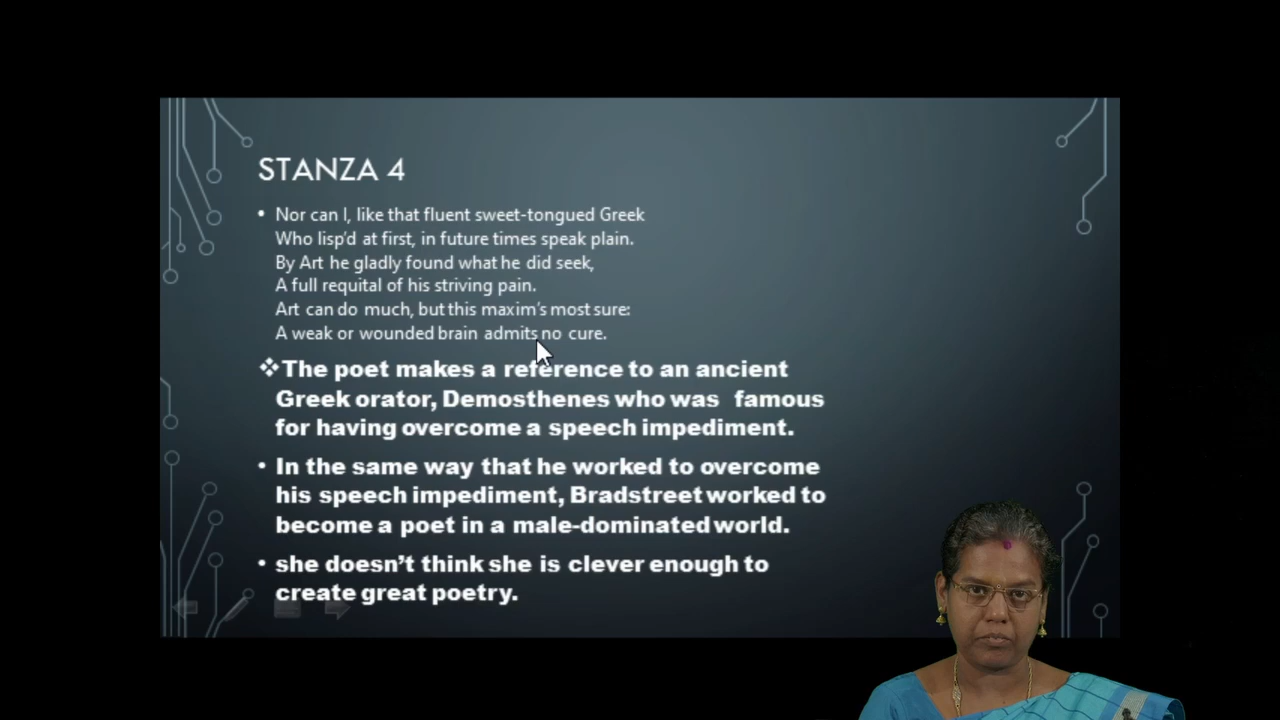 STANZA 4
• Nor can I, like that fluent sweet-tongued Greek
Who lisp'd at first, in future times speak plain.
By Art he gladly found what he did seek,
A full requital of his striving pain.
Art can do much, but this maxim's most sure:
A weak or wounded brain admits no cure.
❖The poet makes a reference to an ancient
Greek orator, Demosthenes who was famous
for having overcome a speech impediment.
• In the same way that he worked to overcome
his speech impediment, Bradstreet worked to
become a poet in a male-dominated world.
• she doesn't think she is clever enough to
create great poetry.